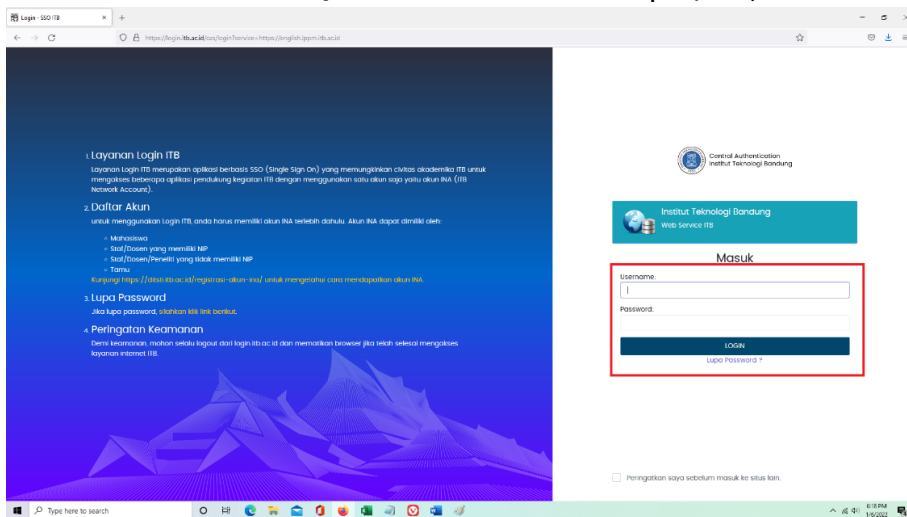 Login - SSO ITB
https://login.itb.ac.id/cas/login?service=https://english.lppm.itb.ac.id
1. Layanan Login ITB
Layanan Login ITB merupakan aplikasi berbasis SSO (Single Sign On) yang memungkinkan civitas akademika ITB untuk
mengakses beberapa aplikasi pendukung kegiatan ITB dengan menggunakan satu akun saja yaitu akun INA (ITB
Network Account).
2. Daftar Akun
untuk menggunakan Login ITB, anda harus memiliki akun INA terlebih dahulu. Akun INA dapat dimiliki oleh:
Mahasiswa
Staf/Dosen yang memiliki NIP
Staf/Dosen/Peneliti yang tidak memiliki NIP
Tamu
Kunjungi https://ditsti.itb.ac.id/registrasi-akun-ina/ untuk mengetahui cara mendapatkan akun INA.
3. Lupa Password
Jika lupa password, silahkan klik link berikut.
4. Peringatan Keamanan
Demi keamanan, mohon selalu logout dari login.itb.ac.id dan mematikan browser jika telah selesai mengakses
layanan internet ITB.
Central Authentication
Institut Teknologi Bandung
Institut Teknologi Bandung
Web Service ITB
Masuk
Username:
Password:
LOGIN
Lupa Password ?
Peringatkan saya sebelum masuk ke situs lain.
Type here to search
6:18 PM
1/6/2022